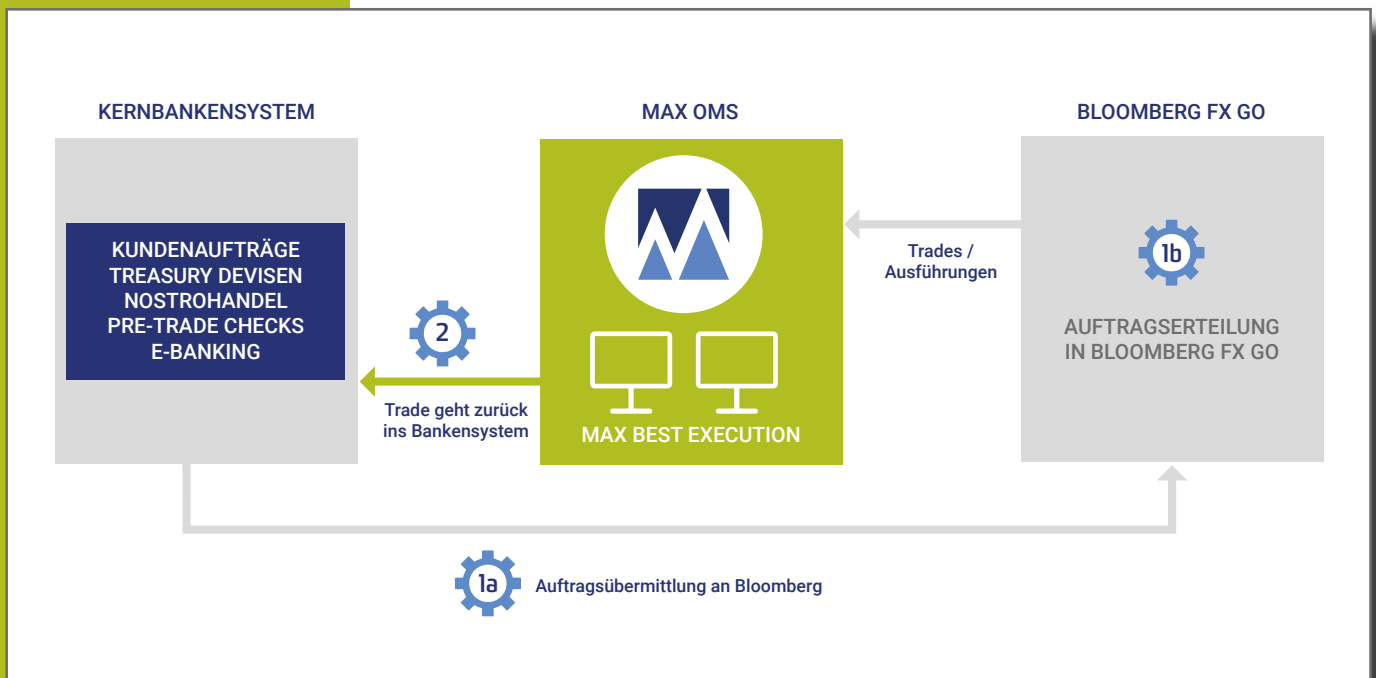 KERNBANKENSYSTEM
MAX OMS
BLOOMBERG FX GO
KUNDENAUFTRÄGE
TREASURY DEVISEN
NOSTROHANDEL
PRE-TRADE CHECKS
E-BANKING
2
Trade geht zurück
ins Bankensystem
MAX BEST EXECUTION
Trades /
Ausführungen
1b
AUFTRAGSERTEILUNG
IN BLOOMBERG FX GO
1a
Auftragsübermittlung an Bloomberg